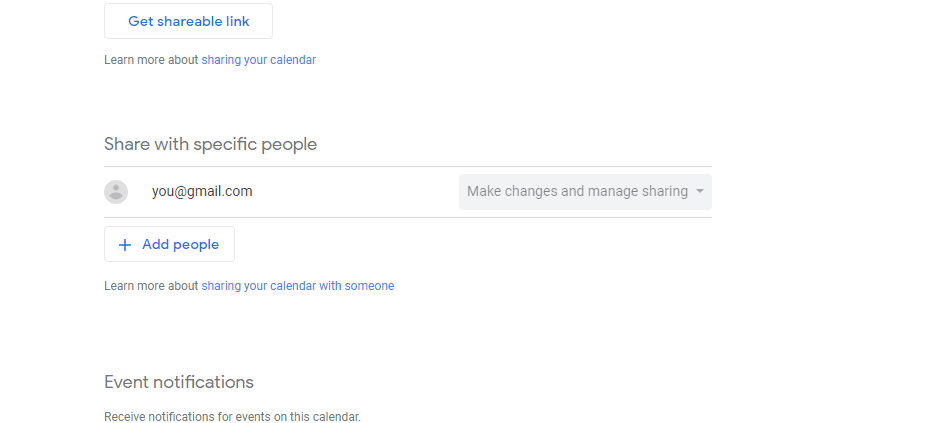 Get shareable link
Learn more about sharing your calendar
Share with specific people
you@gmail.com
Make changes and manage sharing
Add people
Learn more about sharing your calendar with someone
Event notifications
Receive notifications for events on this calendar.